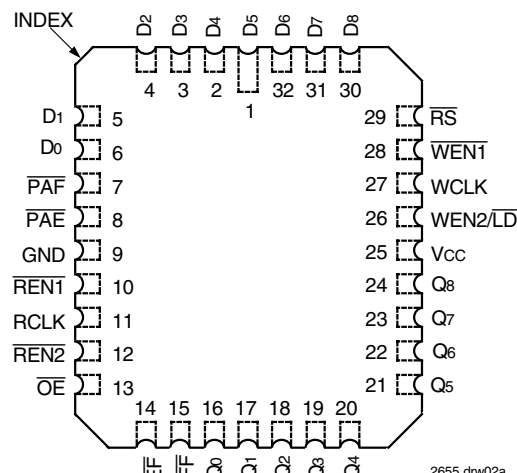 INDEX
D2 D3 D4 D5 D6 D7 D8
4 3 2 1 32 31 30
D1 5
D0 6
PAF 7
PAE 8
GND 9
REN1 10
RCLK 11
REN2 12
OE 13
29 RS
28 WEN1
27 WCLK
26 WEN2/LD
25 VCC
24 Q8
23 Q7
22 Q6
21 Q5
14 15 16 17 18 19 20
EF FF Q0 Q1 Q2 Q3 Q4
2655 drw02a